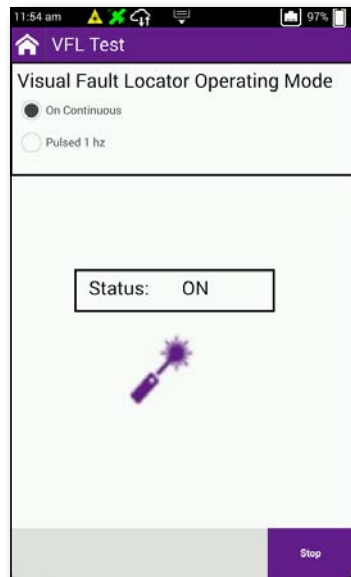 11:54 am 97%
VFL Test
Visual Fault Locator Operating Mode
On Continuous
Pulsed 1 hz
Status: ON
Stop